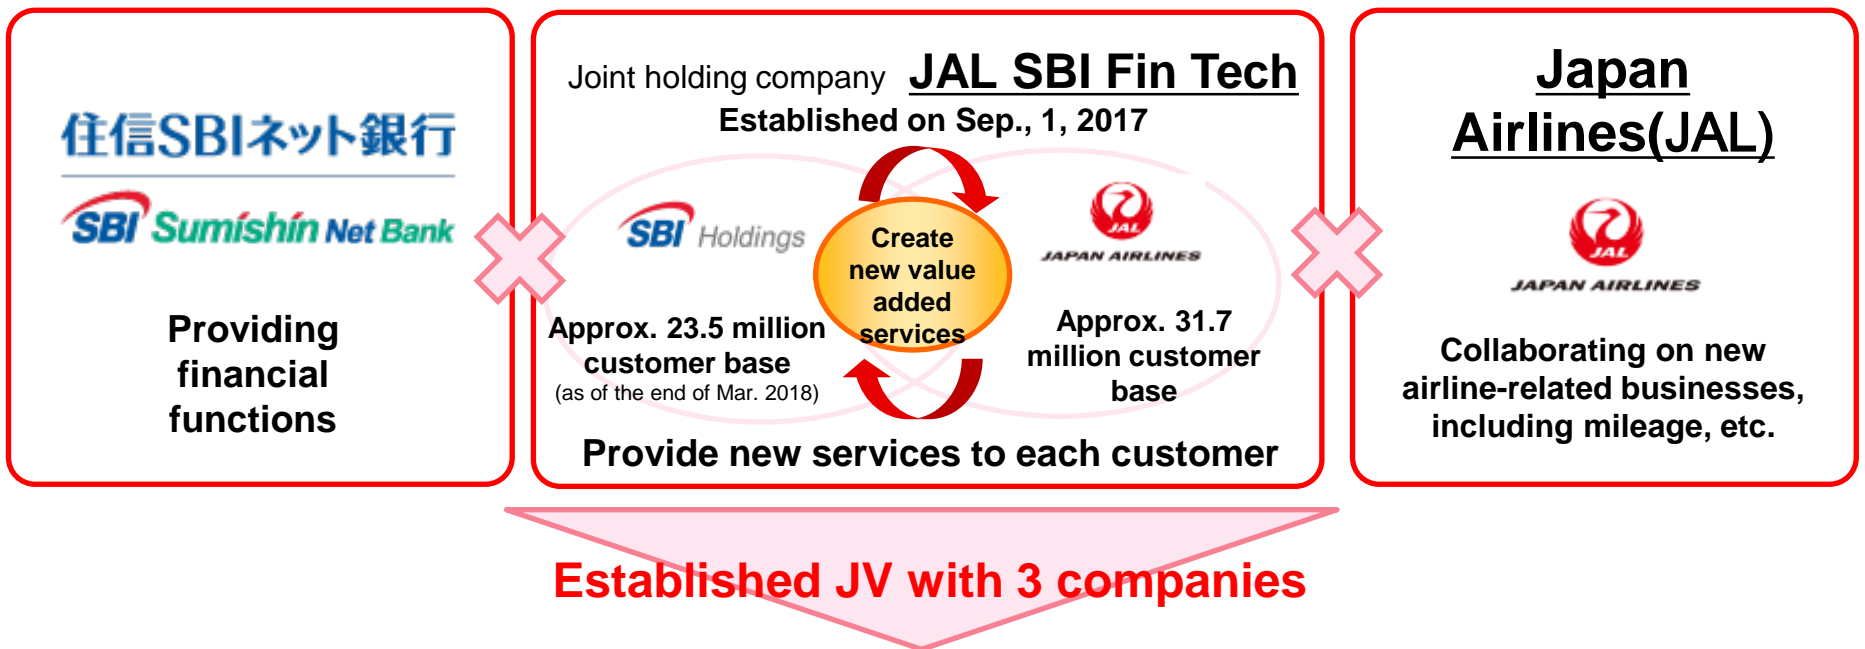 住信SBIネット銀行
SBI Sumishin Net Bank
Providing
financial
functions
Joint holding company JAL SBI Fin Tech
Established on Sep., 1, 2017
SBI Holdings
Approx. 23.5 million
customer base
(as of the end of Mar. 2018)
Create
new value
added
services
JAL
JAPAN AIRLINES
Approx. 31.7
million customer
base
Provide new services to each customer
Japan
Airlines(JAL)
JAL
JAPAN AIRLINES
Collaborating on new
airline-related businesses,
including mileage, etc.
Established JV with 3 companies